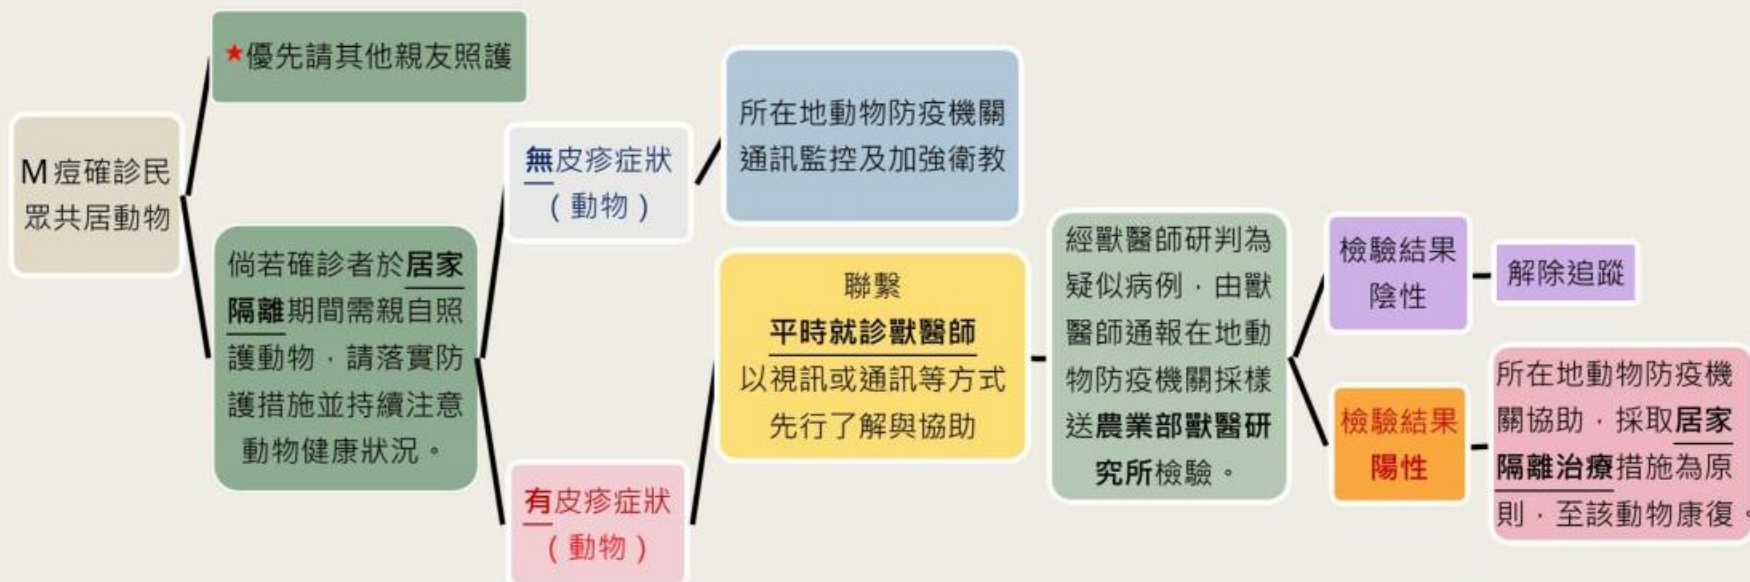 M痘確診民
眾共居動物
★優先請其他親友照護
倘若確診者於居家
隔離期間需親自照
護動物，請落實防
護措施並持續注意
動物健康狀況。
無皮疹症狀
（動物）
所在地動物防疫機關
通訊監控及加強衛教
有皮疹症狀
（動物）
聯繫
平時就診獸醫師
以視訊或通訊等方式
先行了解與協助
經獸醫師研判為
疑似病例，由獸
醫師通報在地動
物防疫機關採樣
送農業部獸醫研
究所檢驗。
檢驗結果
陰性
解除追蹤
檢驗結果
陽性
所在地動物防疫機
關協助，採取居家
隔離治療措施為原
則，至該動物康復。